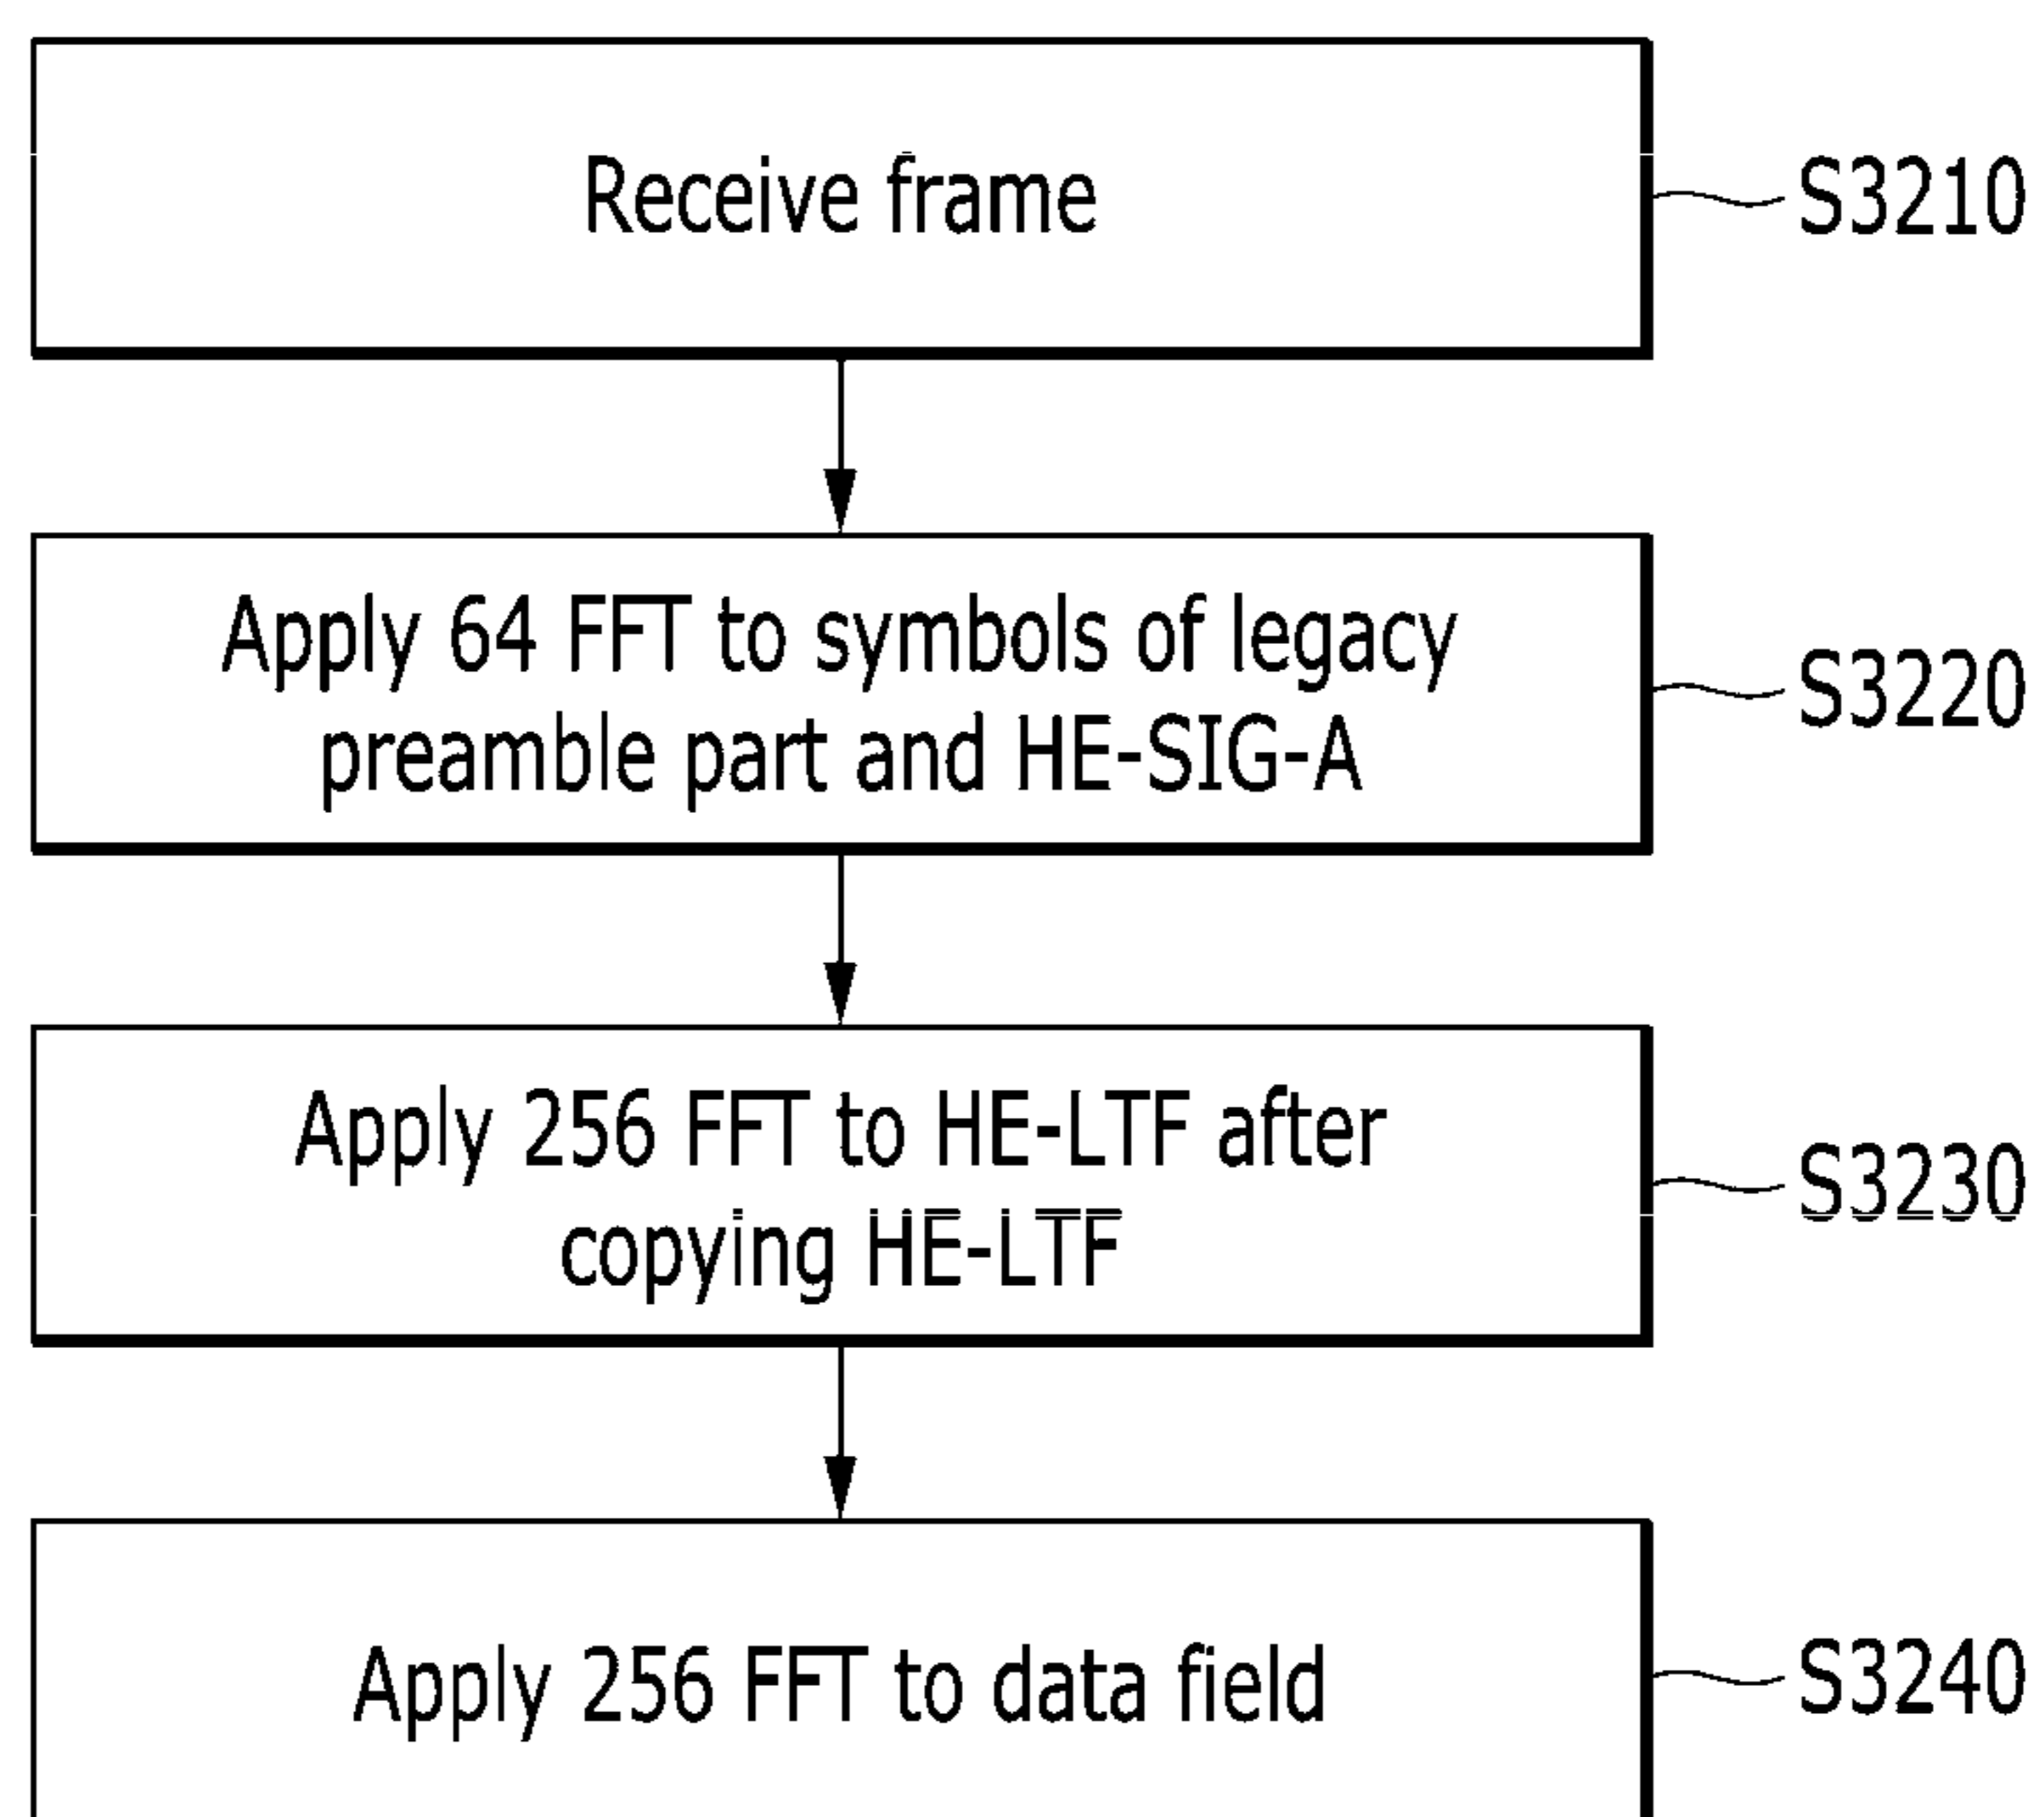 Receive frame
S3210
Apply 64 FFT to symbols of legacy
preamble part and HE-SIG-A
S3220
Apply 256 FFT to HE-LTF after
copying HE-LTF
S3230
Apply 256 FFT to data field
S3240